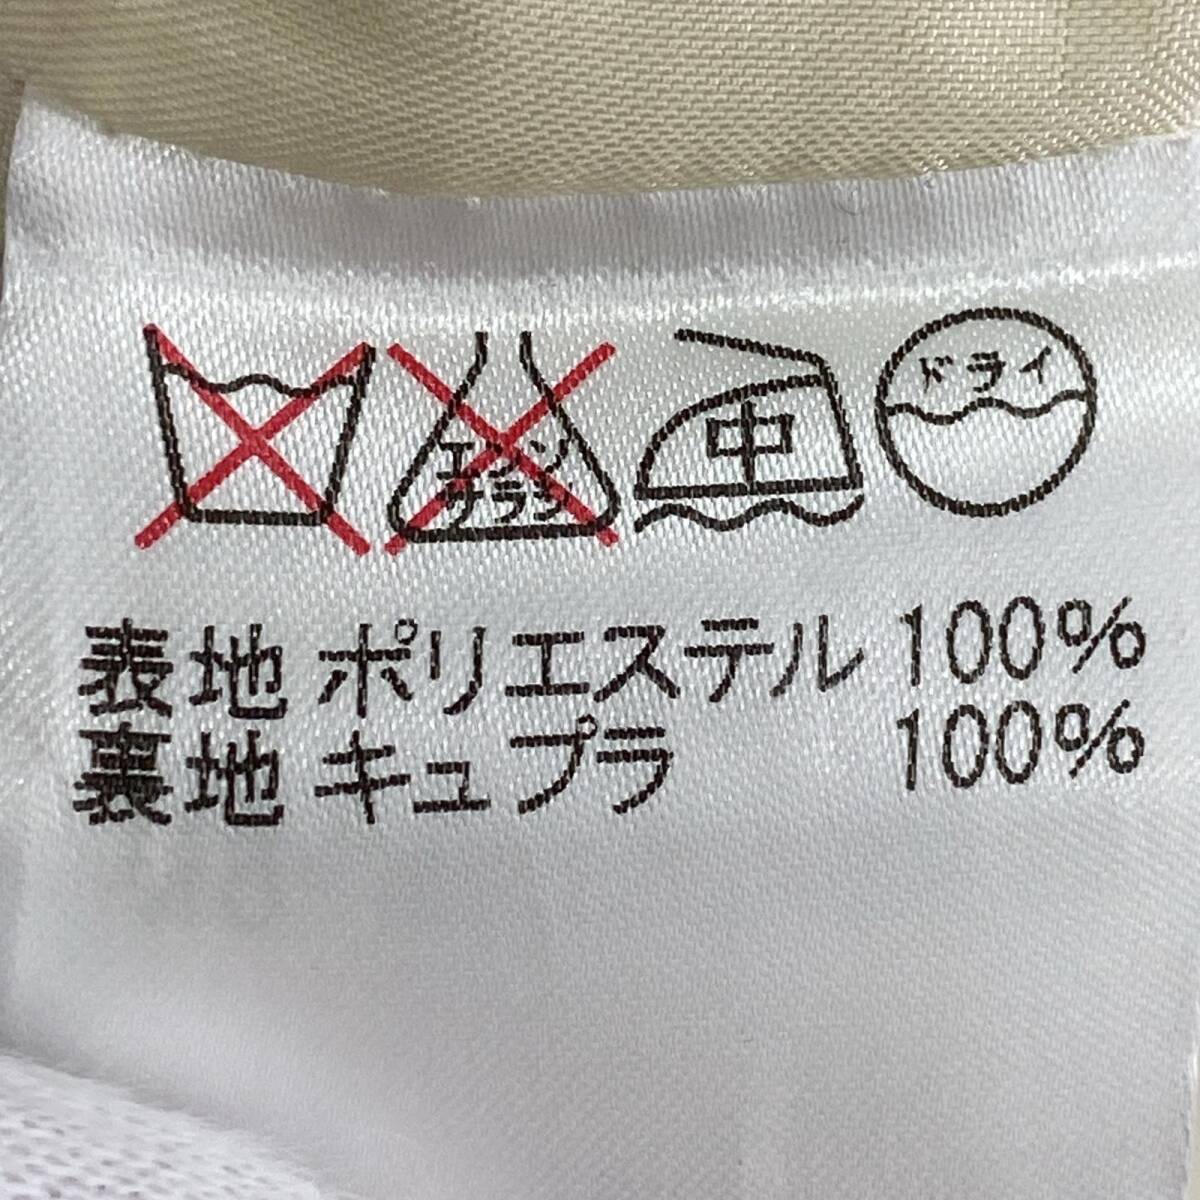 エンソ サラシ 中 ドライ
表地 ポリエステル 100%
裏地 キュプラ 100%